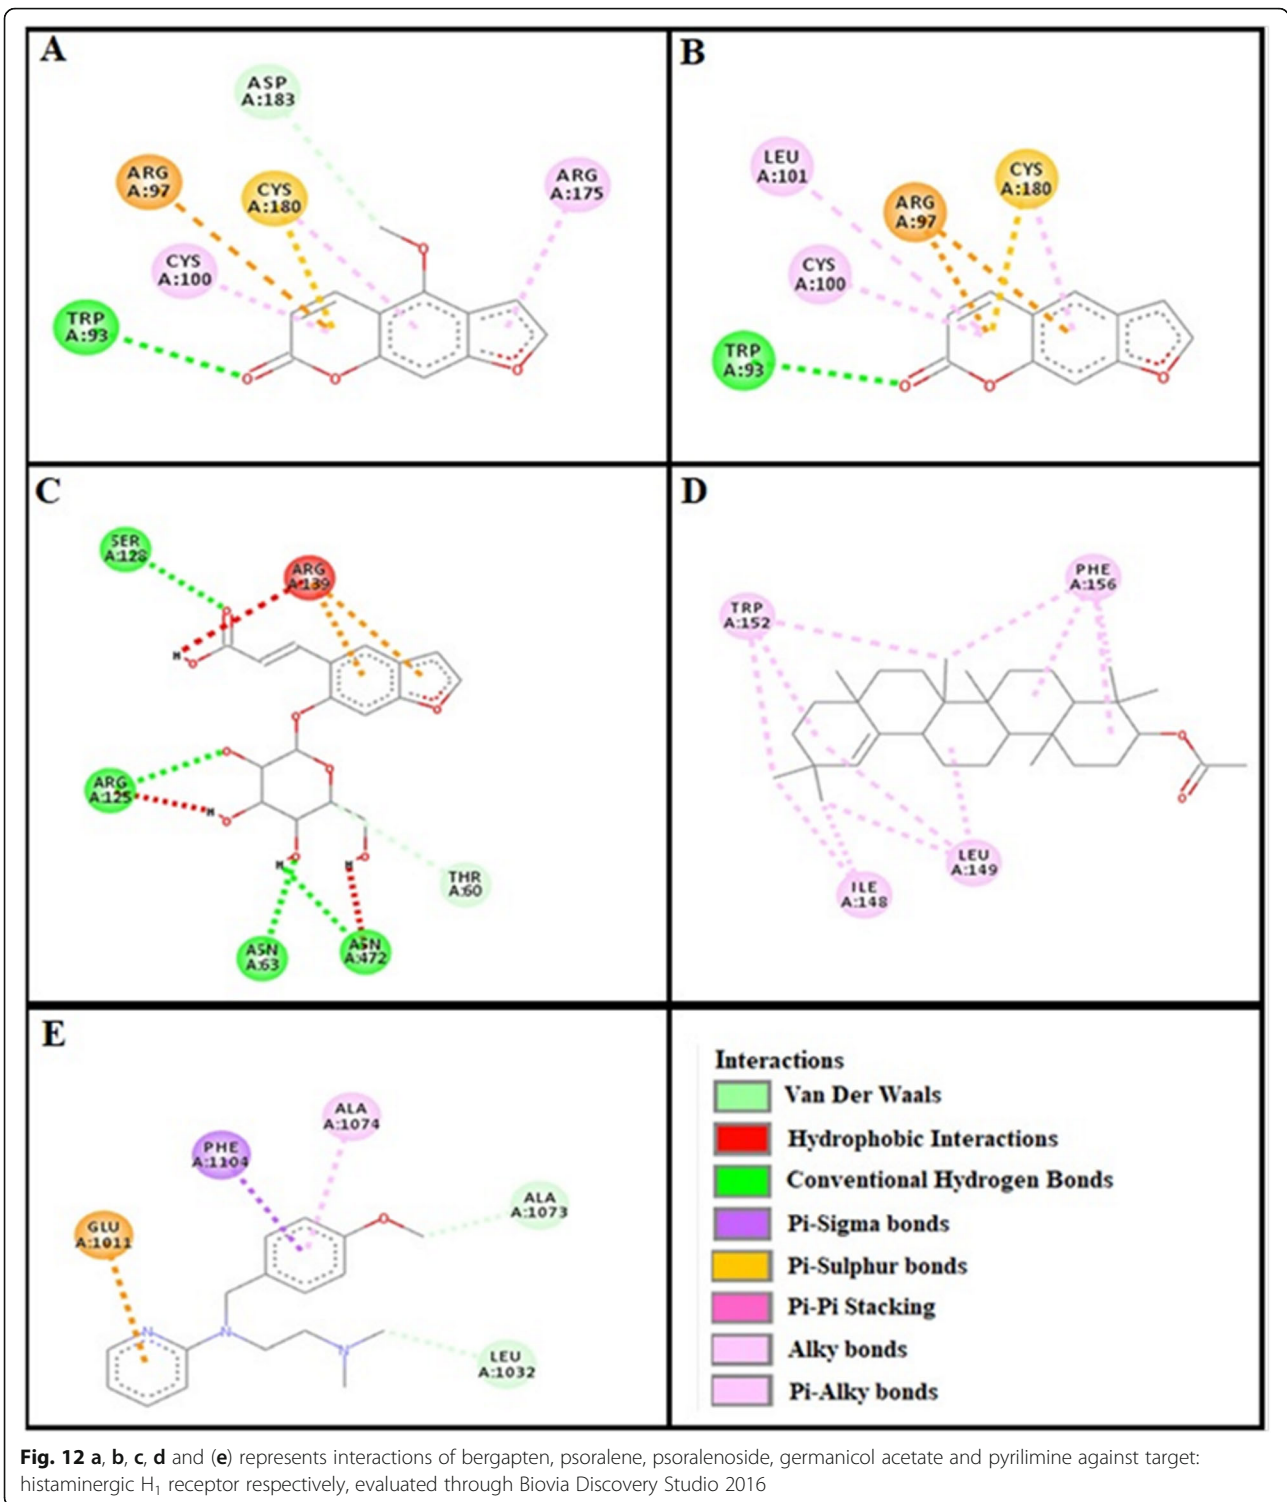 A
ASP
A:183
ARG
A:97
CYS
A:180
ARG
A:175
CYS
A:100
TRP
A:93
O
O
O
O
B
LEU
A:101
CYS
A:180
ARG
A:97
CYS
A:100
TRP
A:93
O
O
O
C
SER
A:128
ARG
A:139
O
H
O
O
O
O
O
ARG
A:125
H
O
H
O
H
O
THR
A:60
ASN
A:63
ASN
A:472
D
PHE
A:156
TRP
A:152
O
O
LEU
A:149
ILE
A:148
E
ALA
A:1074
PHE
A:1104
ALA
A:1073
O
GLU
A:1011
N
N
N
LEU
A:1032
Interactions
Van Der Waals
Hydrophobic Interactions
Conventional Hydrogen Bonds
Pi-Sigma bonds
Pi-Sulphur bonds
Pi-Pi Stacking
Alky bonds
Pi-Alky bonds
Fig. 12 a, b, c, d and (e) represents interactions of bergapten, psoralene, psoralenoside, germanicol acetate and pyrilimine against target:
histaminergic H₁ receptor respectively, evaluated through Biovia Discovery Studio 2016